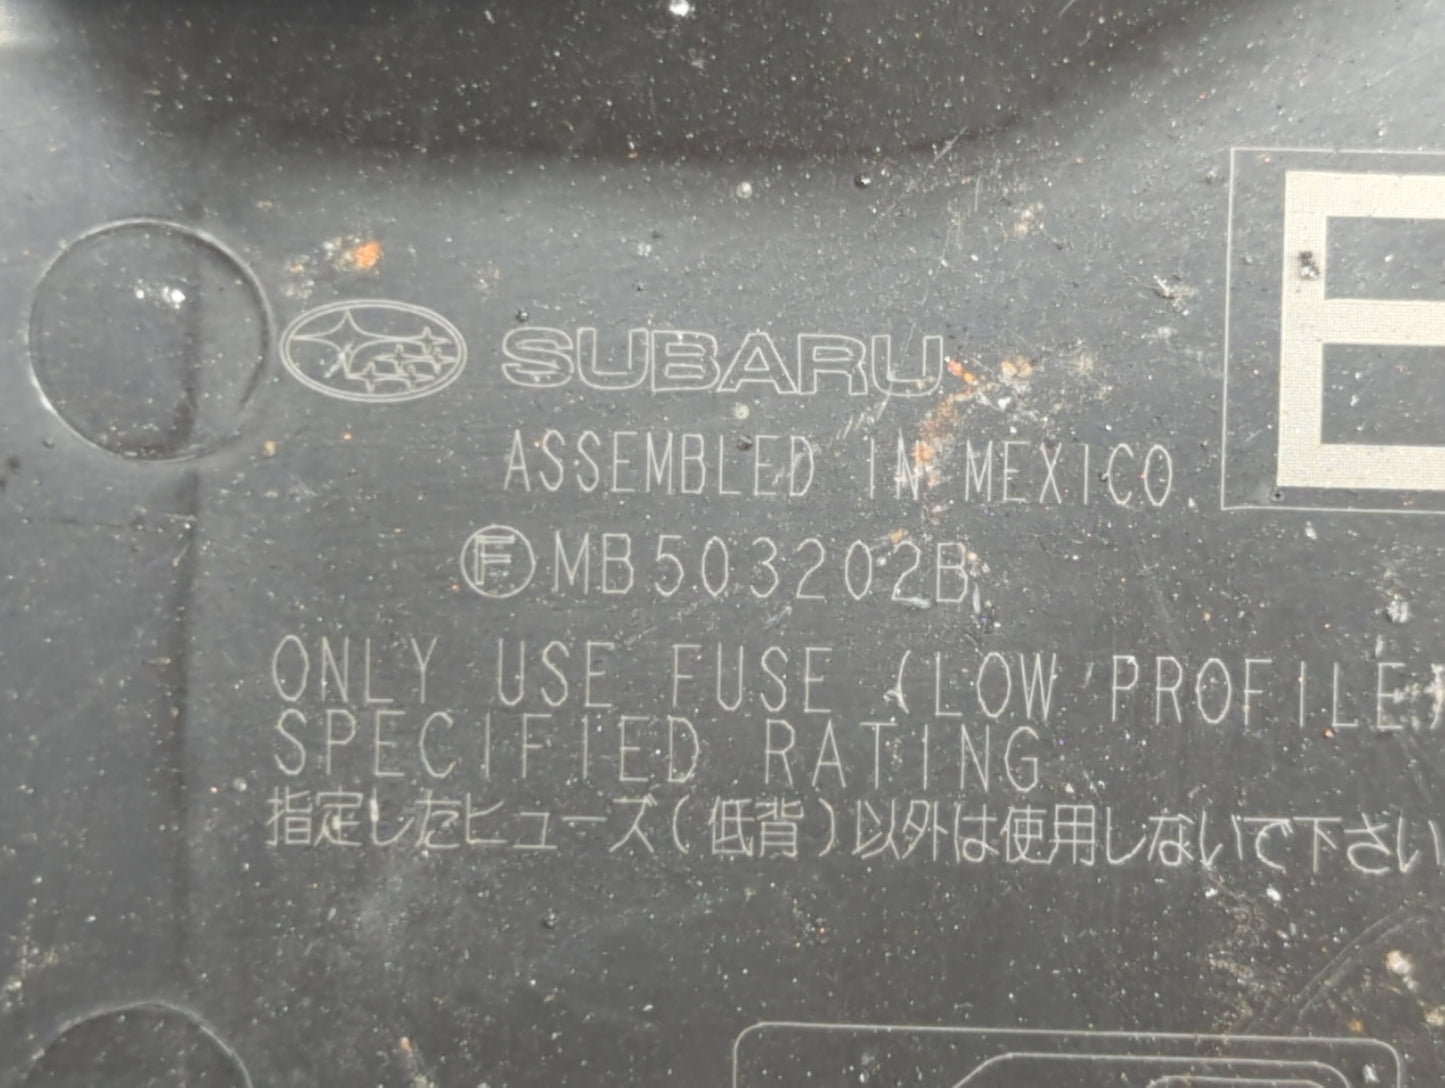 SUBARU
ASSEMBLED IN MEXICO
F MB503202B
ONLY USE FUSE (LOW PROFILE)
SPECIFIED RATING
指定したヒューズ(低背)以外は使用しないで下さい